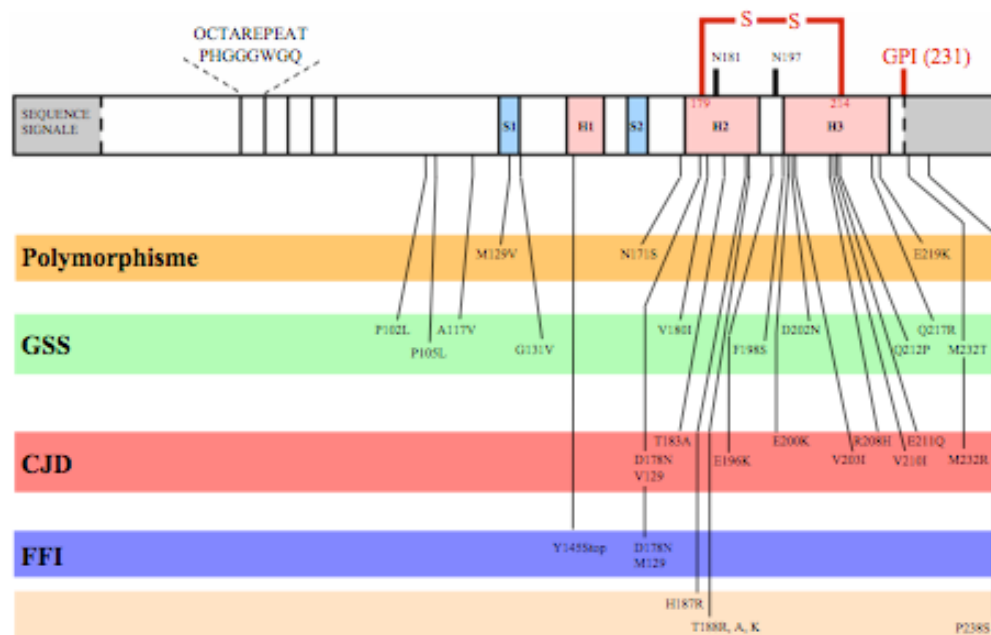 OCTAREPEAT
PHGGGWGQ
S S
N181 N197 GPI (231)
SEQUENCE
SIGNALE
S1 H1 S2 179 H2 214 H3
Polymorphisme
M129V N171S E219K
GSS
P102L A117V V180I D202N Q217R
P105L G131V F198S Q212P M232T
CJD
T183A E200K R208H E211Q
D178N E196K V203I V210I M232R
V129
FFI
Y145Stop D178N
M129
H187R
T188R, A, K P238S